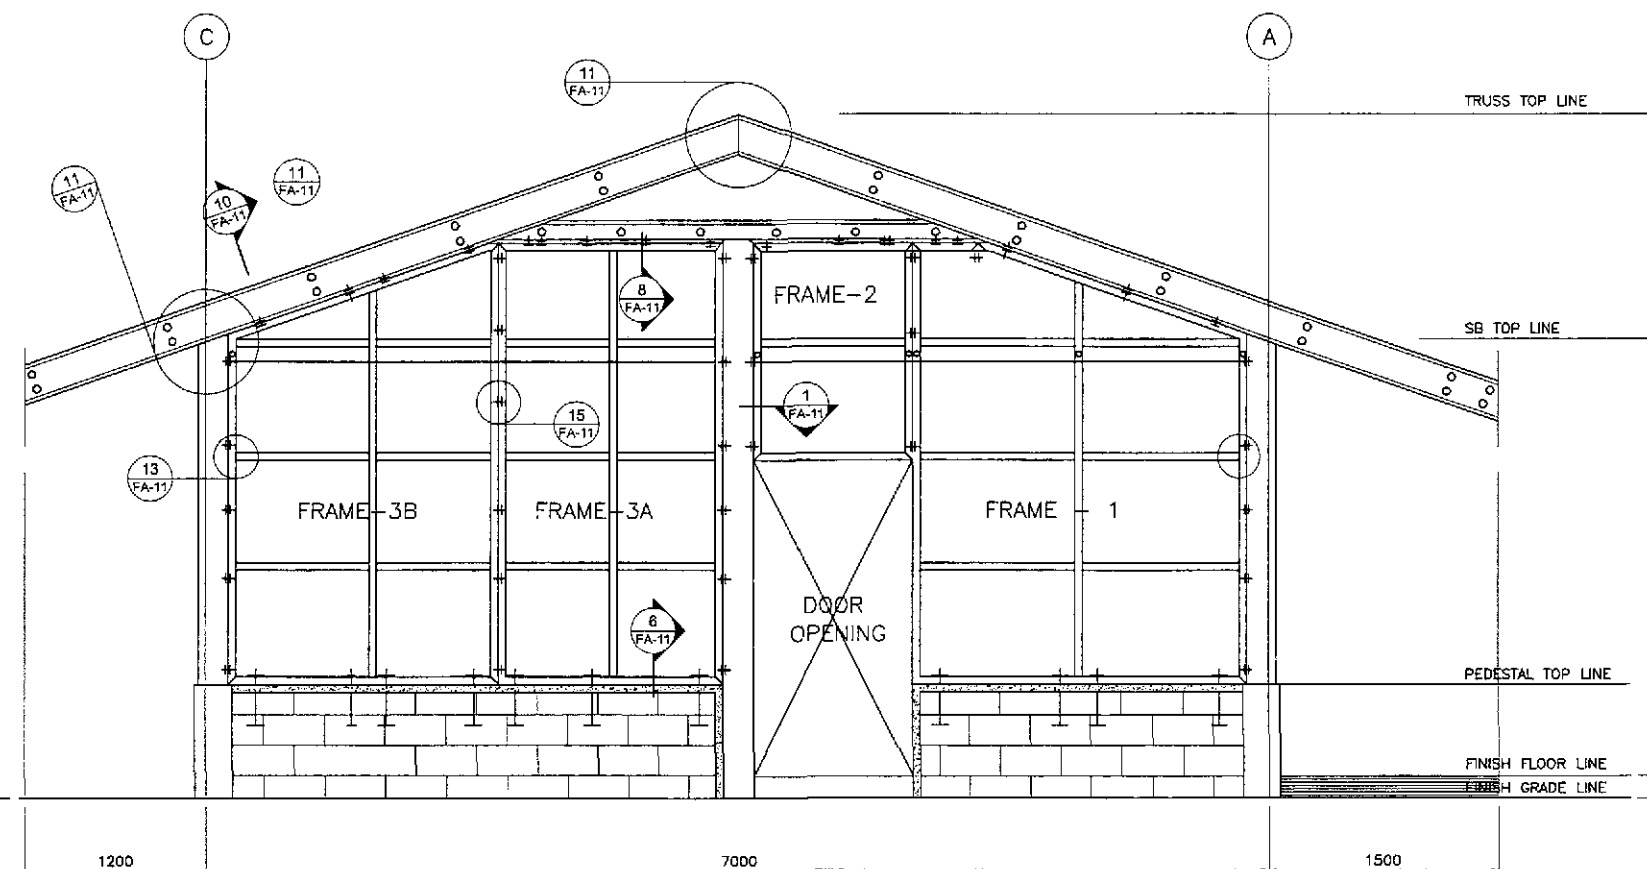 C
A
11
FA-11
TRUSS TOP LINE
11
FA-11
11
FA-11
10
FA-11
8
FA-11
FRAME-2
SB TOP LINE
1
FA-11
15
FA-11
13
FA-11
FRAME-3B
FRAME-3A
FRAME - 1
DOOR
OPENING
6
FA-11
PEDESTAL TOP LINE
FINISH FLOOR LINE
FINISH GRADE LINE
1200
7000
1500